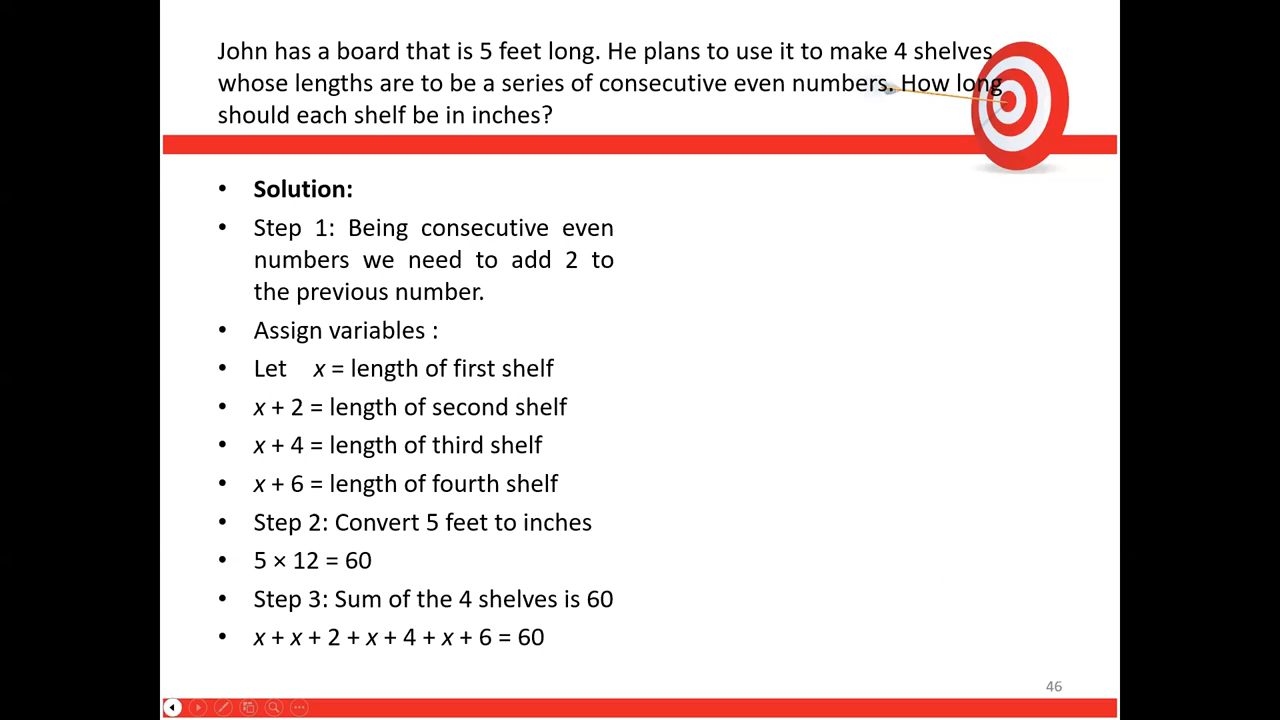 John has a board that is 5 feet long. He plans to use it to make 4 shelves
whose lengths are to be a series of consecutive even numbers. How long
should each shelf be in inches?
• Solution:
• Step 1: Being consecutive even
numbers we need to add 2 to
the previous number.
• Assign variables :
• Let x = length of first shelf
• x + 2 = length of second shelf
• x + 4 = length of third shelf
• x + 6 = length of fourth shelf
• Step 2: Convert 5 feet to inches
• 5 × 12 = 60
• Step 3: Sum of the 4 shelves is 60
• x + x + 2 + x + 4 + x + 6 = 60
46